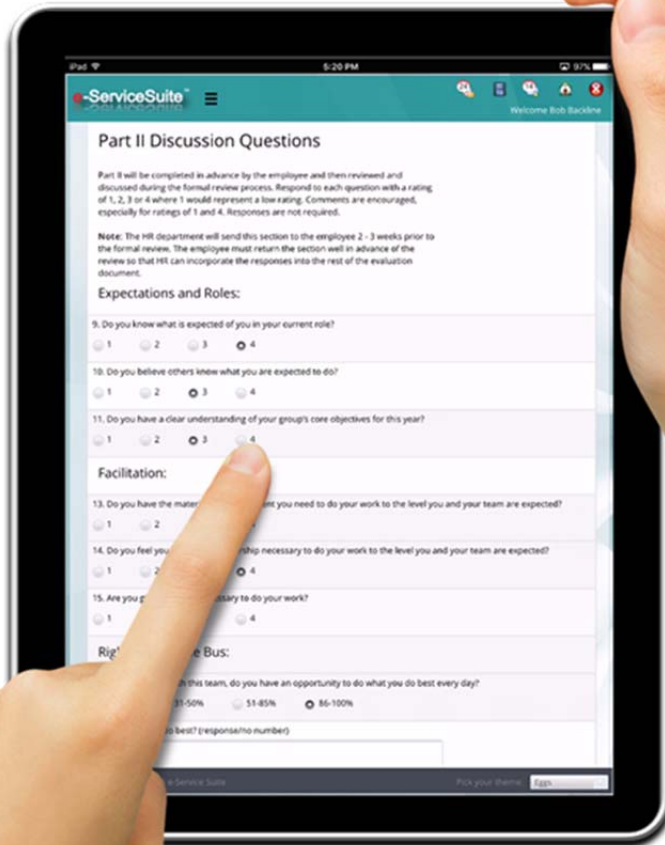 iPad
5:20 PM
97%
e-ServiceSuite™
Welcome Bob Backline
Part II Discussion Questions
Part II will be completed in advance by the employee and then reviewed and
discussed during the formal review process. Respond to each question with a rating
of 1, 2, 3 or 4 where 1 would represent a low rating. Comments are encouraged,
especially for ratings of 1 and 4. Responses are not required.
Note: The HR department will send this section to the employee 2 - 3 weeks prior to
the formal review. The employee must return the section well in advance of the
review so that HR can incorporate the responses into the rest of the evaluation
document.
Expectations and Roles:
9. Do you know what is expected of you in your current role?
1 2 3 4
10. Do you believe others know what you are expected to do?
1 2 3 4
11. Do you have a clear understanding of your group's core objectives for this year?
1 2 3 4
Facilitation:
13. Do you have the you need to do your work to the level you and your team are expected?
1 2
14. Do you feel you necessary to do your work to the level you and your team are expected?
1 2 4
15. Are you to do your work?
1 4
Bus:
this team, do you have an opportunity to do what you do best every day?
31-50% 51-85% 86-100%
do best? (response/no number)
e-Service Suite
Pick your theme: Eggs